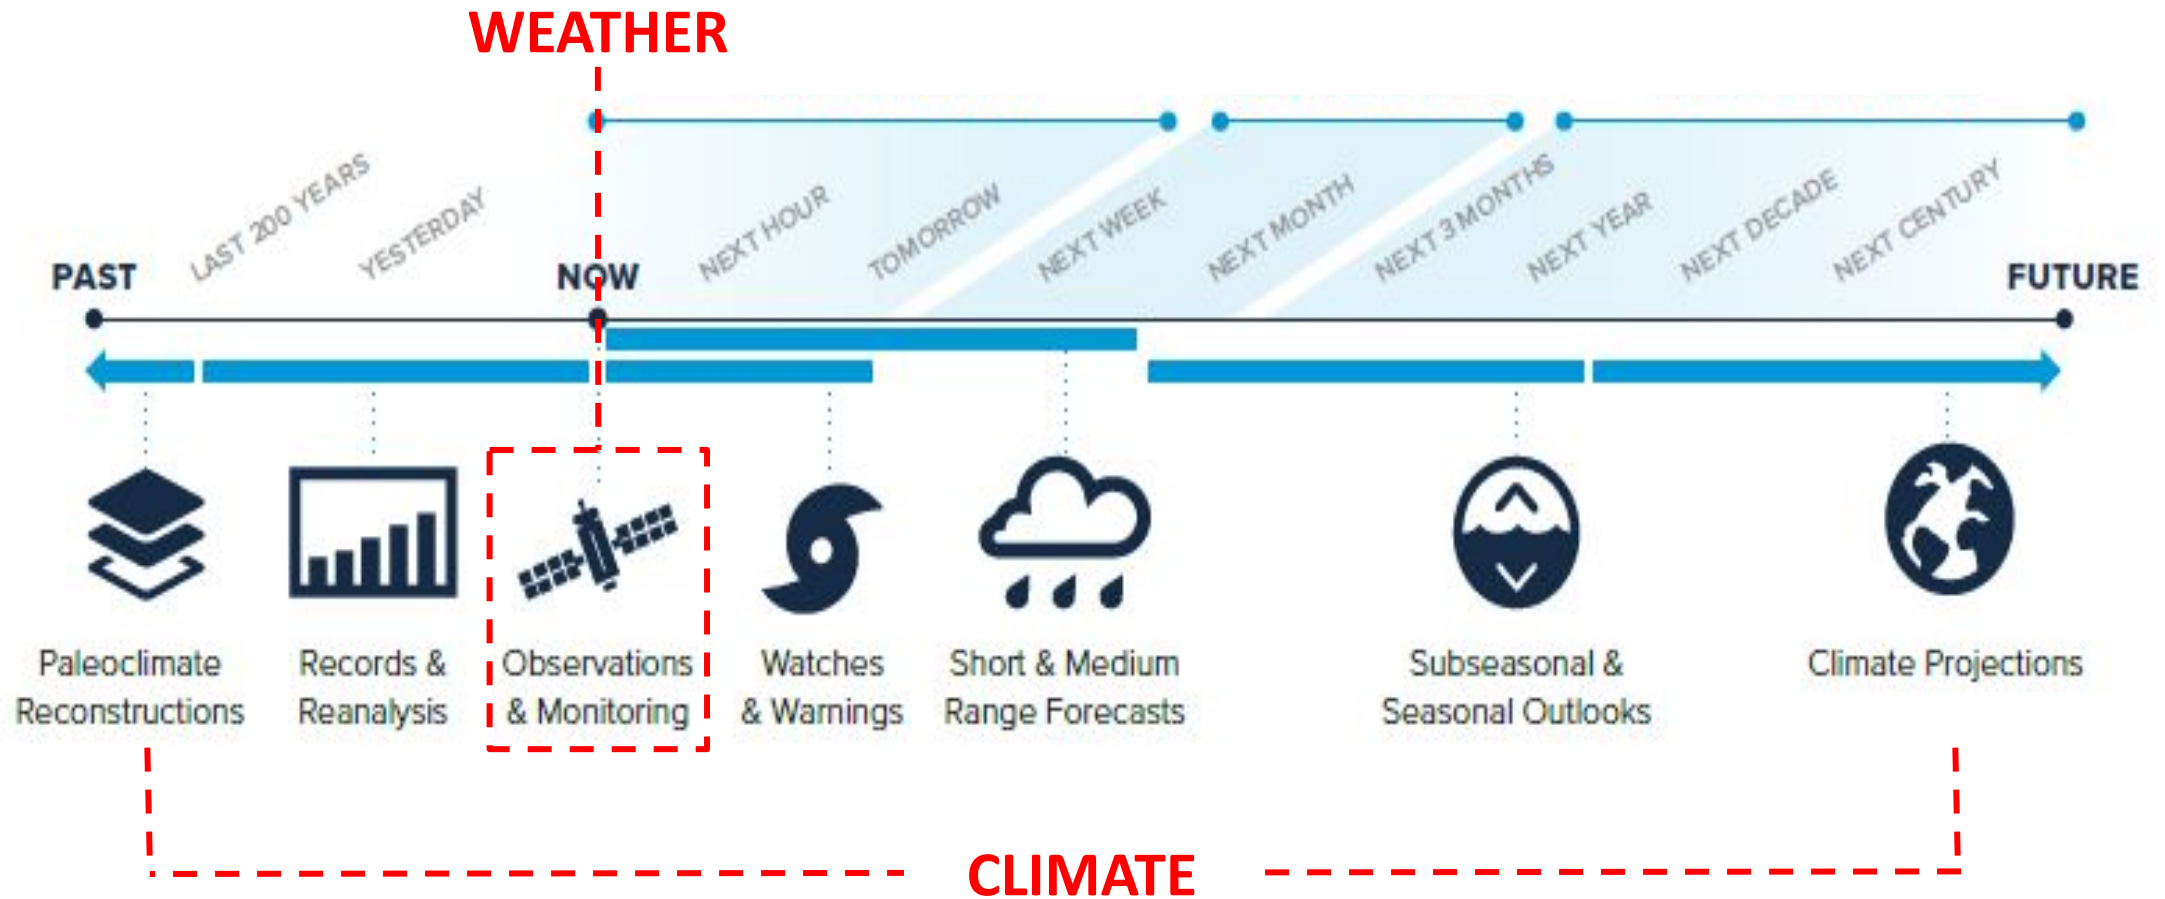 WEATHER
LAST 200 YEARS
YESTERDAY
NEXT HOUR
TOMORROW
NEXT WEEK
NEXT MONTH
NEXT 3 MONTHS
NEXT YEAR
NEXT DECADE
NEXT CENTURY
PAST
NOW
FUTURE
Paleoclimate
Reconstructions
Records &
Reanalysis
Observations
& Monitoring
Watches
& Warnings
Short & Medium
Range Forecasts
Subseasonal &
Seasonal Outlooks
Climate Projections
CLIMATE